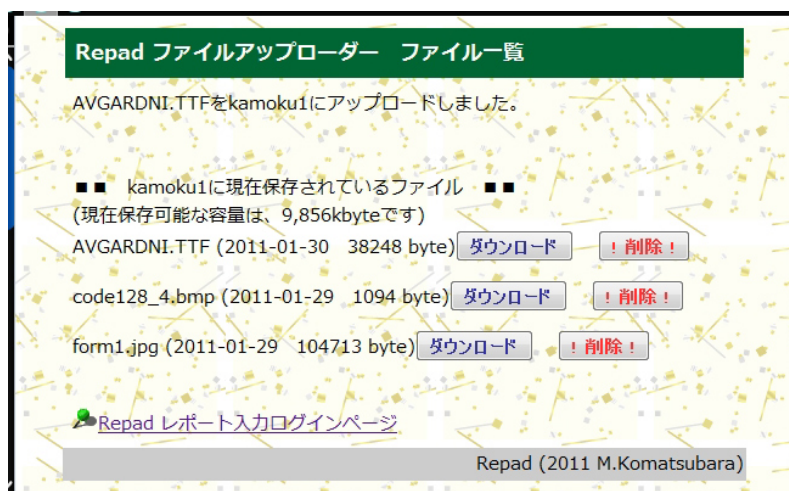 Repad ファイルアップローダー　ファイル一覧
AVGARDNI.TTFをkamoku1にアップロードしました。
■■　kamoku1に現在保存されているファイル　■■
(現在保存可能な容量は、9,856kbyteです)
AVGARDNI.TTF (2011-01-30　38248 byte) ダウンロード ！削除！
code128_4.bmp (2011-01-29　1094 byte) ダウンロード ！削除！
form1.jpg (2011-01-29　104713 byte) ダウンロード ！削除！
Repad レポート入力ログインページ
Repad (2011 M.Komatsubara)